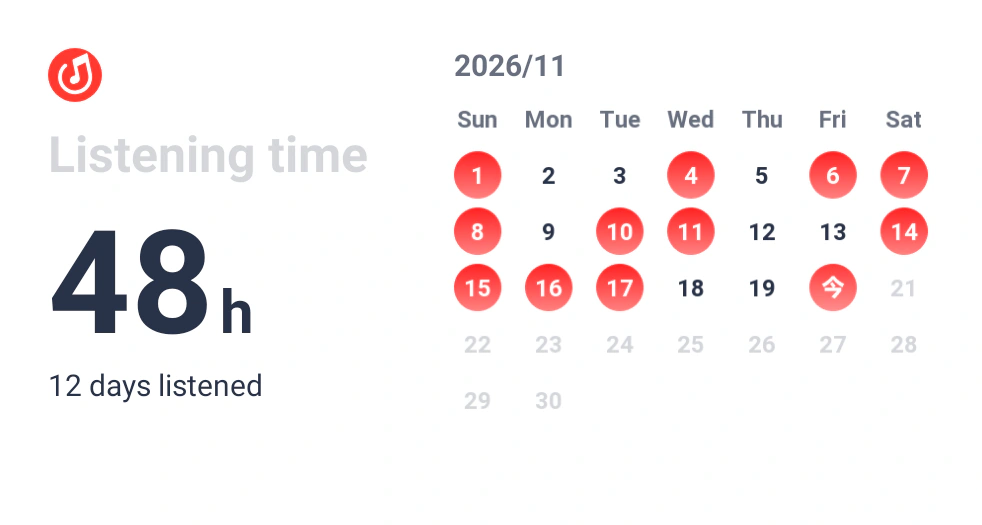 Listening time
48 h
12 days listened
2026/11
Sun Mon Tue Wed Thu Fri Sat
1 2 3 4 5 6 7
8 9 10 11 12 13 14
15 16 17 18 19 今 21
22 23 24 25 26 27 28
29 30